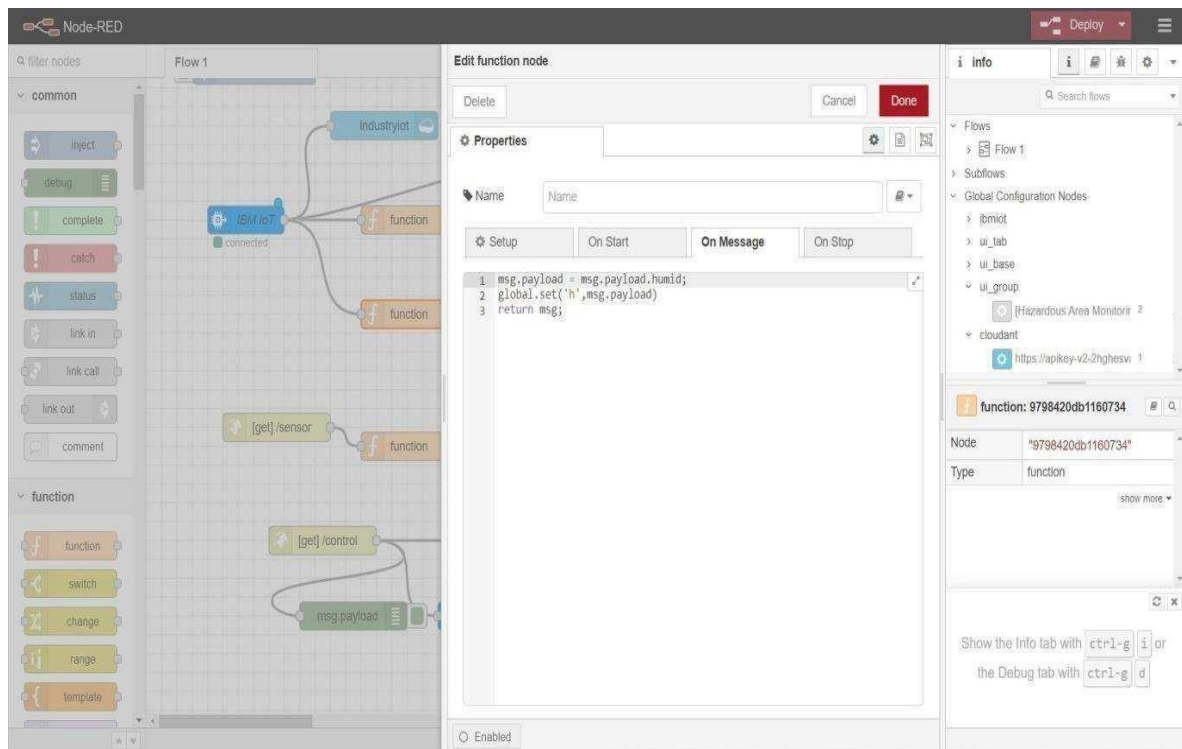 Node-RED
Deploy
filter nodes
common
inject
debug
complete
catch
status
link in
link call
link out
comment
function
function
switch
change
range
template
Flow 1
industryiot
IBM IoT
connected
function
function
[get] /sensor
function
[get] /control
msg.payload
Edit function node
Delete
Cancel
Done
Properties
Name
Name
Setup
On Start
On Message
On Stop
1 msg.payload = msg.payload.humid;
2 global.set('h',msg.payload)
3 return msg;
Enabled
i info
i
Search flows
Flows
Flow 1
Subflows
Global Configuration Nodes
ibmiot
ui_tab
ui_base
ui_group
[Hazardous Area Monitorir 2
cloudant
https://apikey-v2-2hghesv 1
function: 9798420db1160734
Node "9798420db1160734"
Type function
show more
Show the Info tab with ctrl-g i or
the Debug tab with ctrl-g d